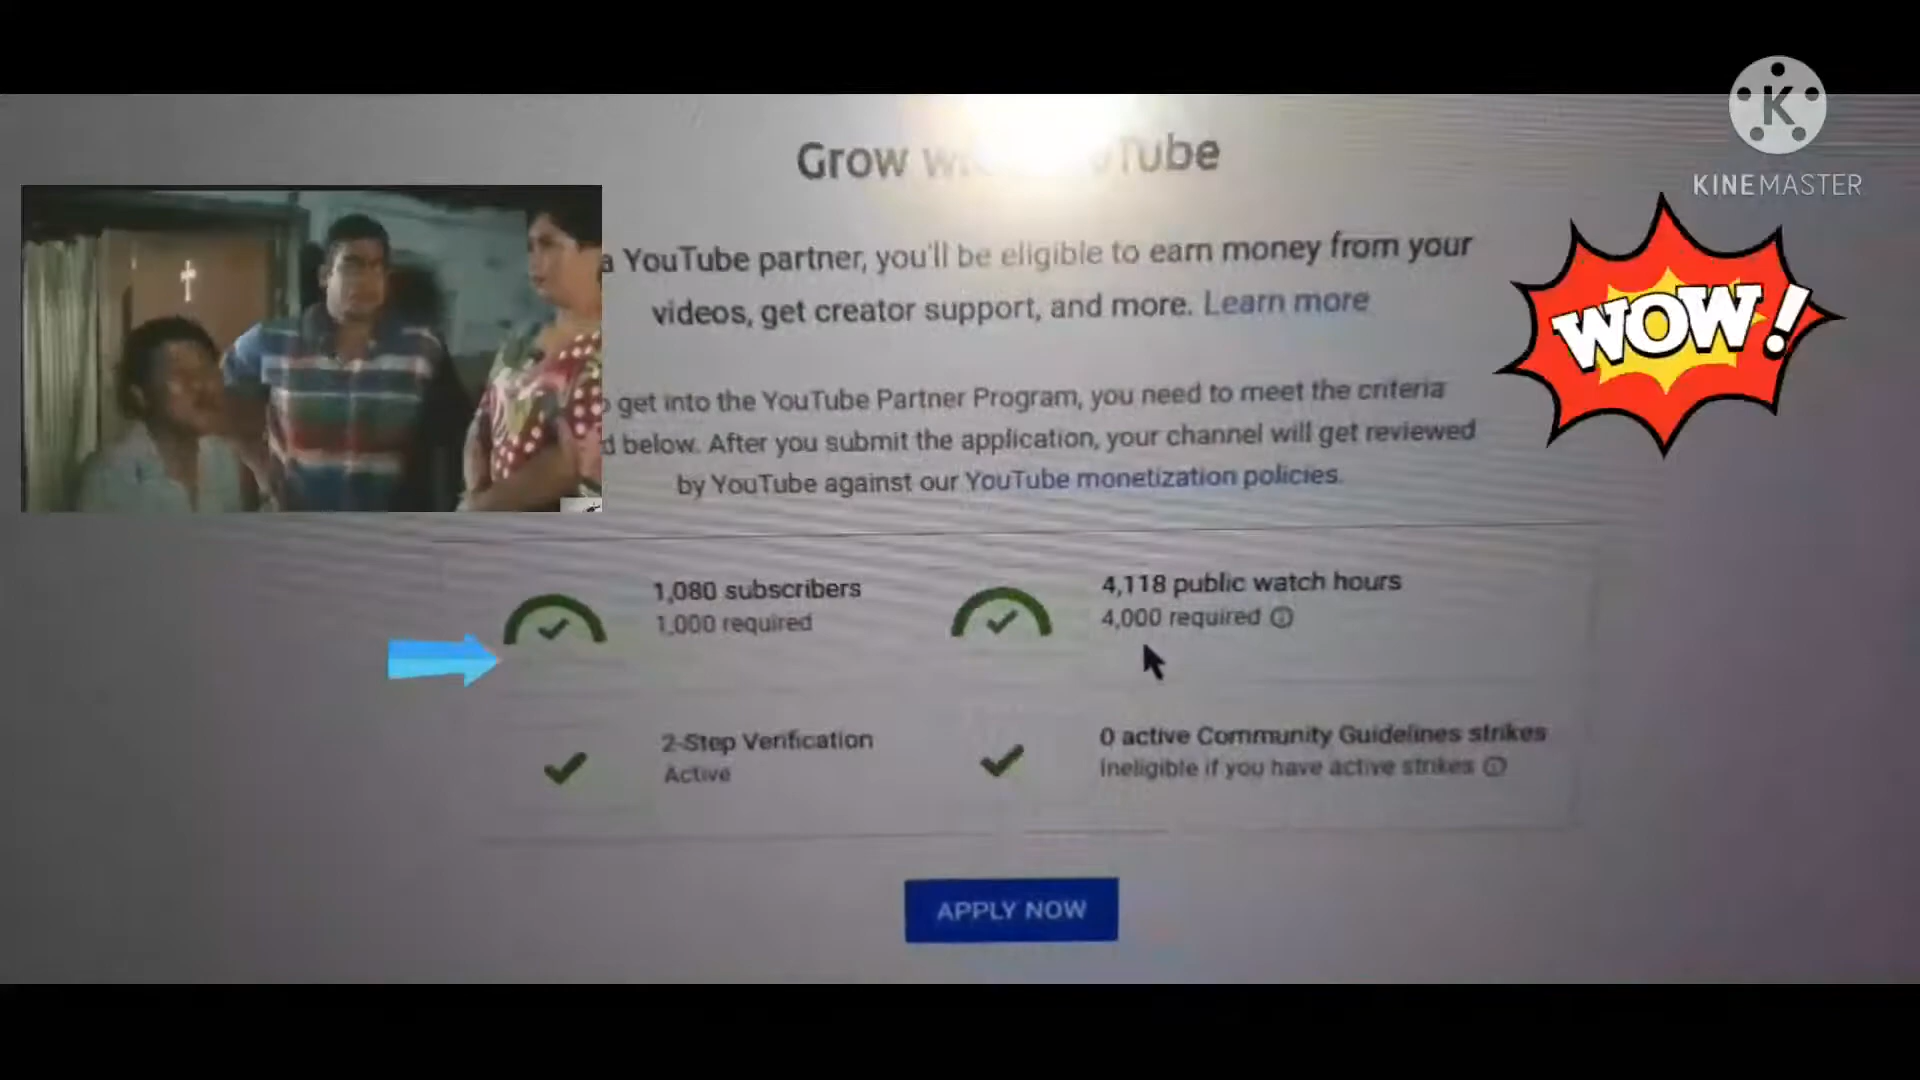 K
KINEMASTER
Grow
Tube
a YouTube partner, you'll be eligible to earn money from your
videos, get creator support, and more. Learn more
WOW!
get into the YouTube Partner Program, you need to meet the criteria
d below. After you submit the application, your channel will get reviewed
by YouTube against our YouTube monetization policies.
1,080 subscribers
1,000 required
4,118 public watch hours
4,000 required
2-Step Verification
Active
0 active Community Guidelines strikes
Ineligible if you have active strikes
APPLY NOW